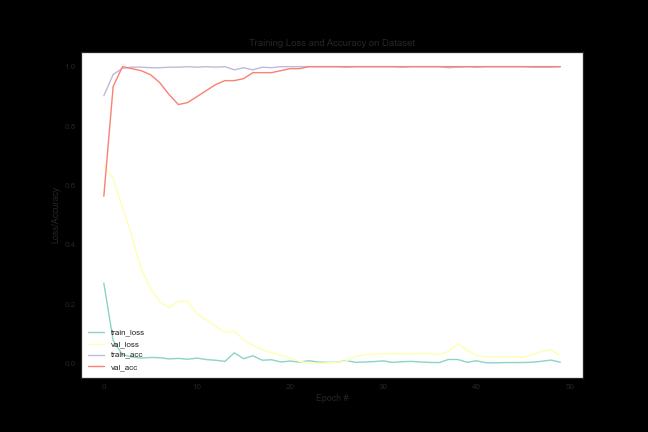 Training Loss and Accuracy on Dataset
1.0
0.8
0.6
0.4
0.2
0.0
Loss/Accuracy
train_loss
val_loss
train_acc
val_acc
0 10 20 30 40 50
Epoch #